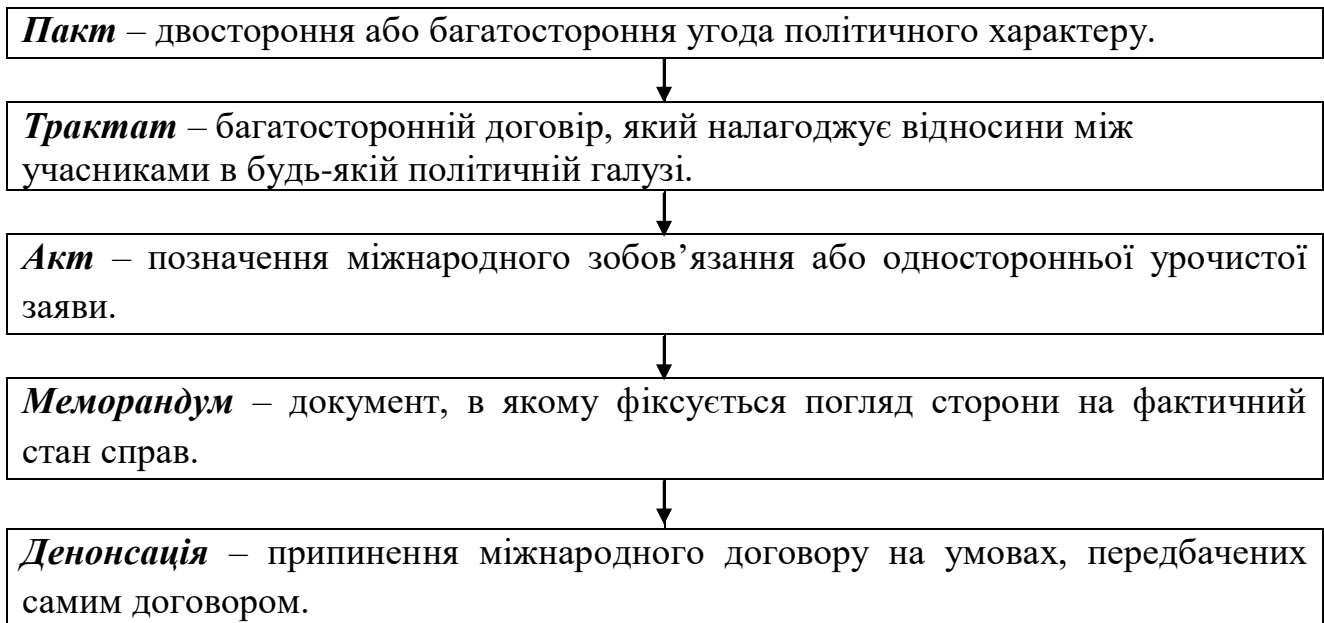 Пакт – двостороння або багатостороння угода політичного характеру.
Трактат – багатосторонній договір, який налагоджує відносини між
учасниками в будь-якій політичній галузі.
Акт – позначення міжнародного зобов’язання або односторонньої урочистої
заяви.
Меморандум – документ, в якому фіксується погляд сторони на фактичний
стан справ.
Денонсація – припинення міжнародного договору на умовах, передбачених
самим договором.